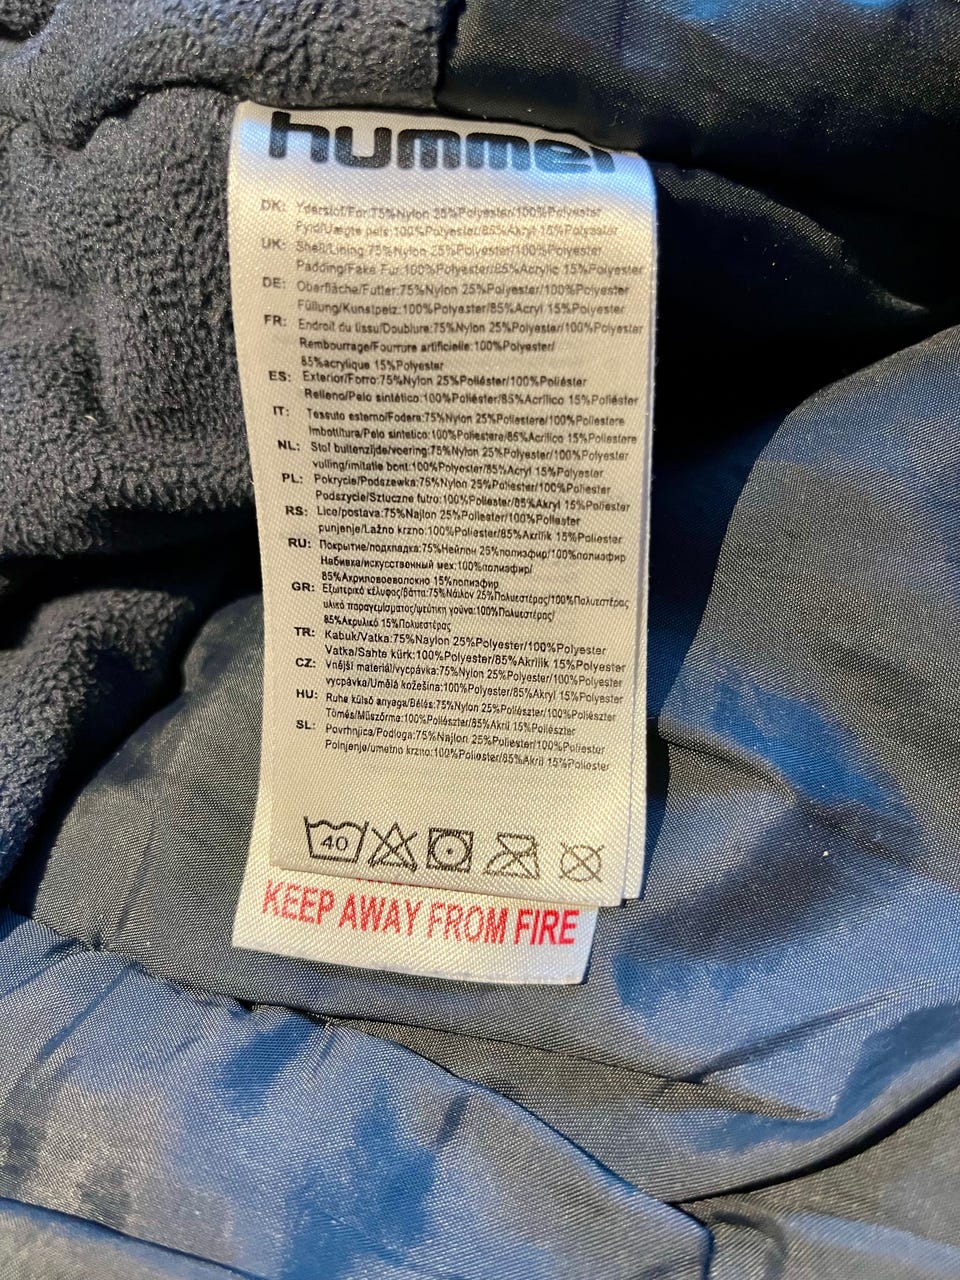 hummel
DK: Yderstof/For:75%Nylon 25%Polyester/100%Polyester
Fyld/Uægte pels:100%Polyester/85%Akryl 15%Polyester
UK: Shell/Lining:75%Nylon 25%Polyester/100%Polyester
Padding/Fake Fur:100%Polyester/85%Acrylic 15%Polyester
DE: Oberfläche/Futter:75%Nylon 25%Polyester/100%Polyester
Füllung/Kunstpelz:100%Polyester/85%Acryl 15%Polyester
FR: Endroit du tissu/Doublure:75%Nylon 25%Polyester/100%Polyester
Rembourrage/Fourrure artificielle:100%Polyester/
85%acrylique 15%Polyester
ES: Exterior/Forro:75%Nylon 25%Poliéster/100%Poliéster
Relleno/Pelo sintético:100%Poliéster/85%Acrílico 15%Poliéster
IT: Tessuto esterno/Fodera:75%Nylon 25%Poliestere/100%Poliestere
Imbottitura/Pelo sintetico:100%Poliestere/85%Acrilico 15%Poliestere
NL: Stof buitenzijde/voering:75%Nylon 25%Polyester/100%Polyester
vulling/imitatie bont:100%Polyester/85%Acryl 15%Polyester
PL: Pokrycie/Podszewka:75%Nylon 25%Poliester/100%Poliester
Podszycie/Sztuczne futro:100%Poliester/85%Akryl 15%Poliester
RS: Lice/postava:75%Najlon 25%Poliester/100%Poliester
punjenje/Lažno krzno:100%Poliester/85%Akrilik 15%Poliester
RU: Покрытие/подкладка:75%Нейлон 25%полиэфир/100%полиэфир
Набивка/искусственный мех:100%полиэфир/
85%Акриловоеволокно 15%полиэфир
GR: Εξωτερικό κέλυφος/βάττα:75%Νάιλον 25%Πολυεστέρας/100%Πολυεστέρας
υλικό παραγεμίσματος/ψεύτικη γούνα:100%Πολυεστέρας/
85%Ακρυλικό 15%Πολυεστέρας
TR: Kabuk/Vatka:75%Naylon 25%Polyester/100%Polyester
Vatka/Sahte kürk:100%Polyester/85%Akrilik 15%Polyester
CZ: Vnější materiál/vycpávka:75%Nylon 25%Polyester/100%Polyester
vycpávka/Umělá kožešina:100%Polyester/85%Akryl 15%Polyester
HU: Ruhe külső anyaga/Bélés:75%Nylon 25%Poliészter/100%Poliészter
Tömés/Műszőrme:100%Poliészter/85%Akril 15%Poliészter
SL: Povrhnjica/Podloga:75%Najlon 25%Poliester/100%Poliester
Polnjenje/umetno krzno:100%Poliester/85%Akril 15%Poliester
40
KEEP AWAY FROM FIRE